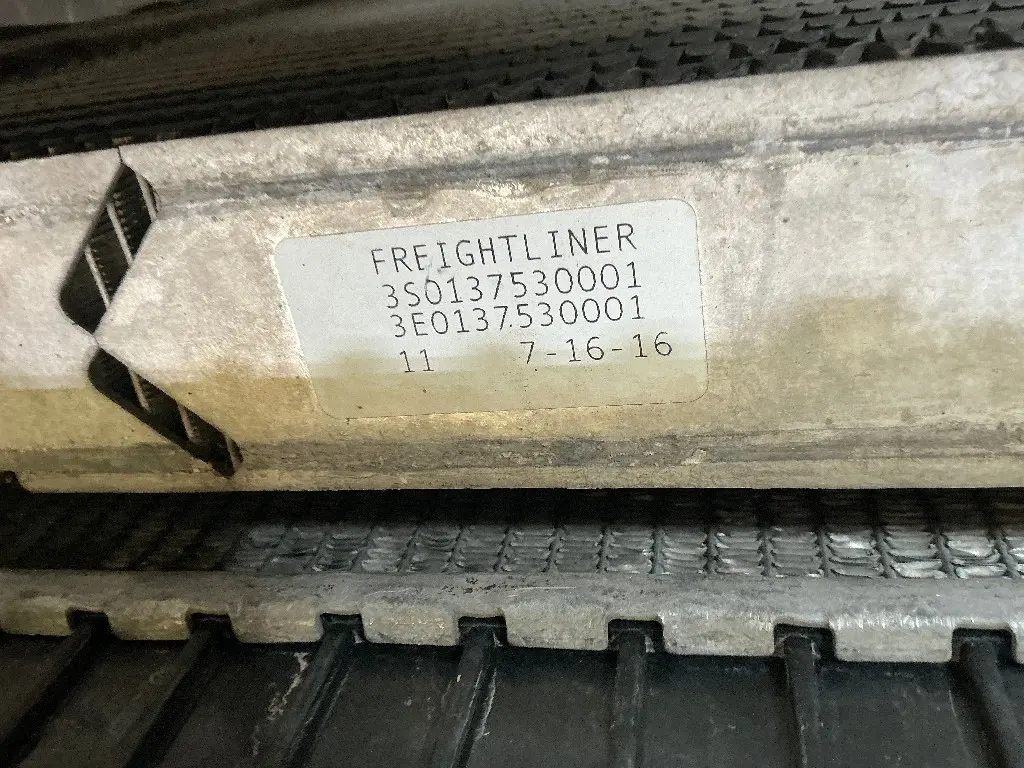 FREIGHTLINER
3S0137530001
3E0137530001
11 7-16-16